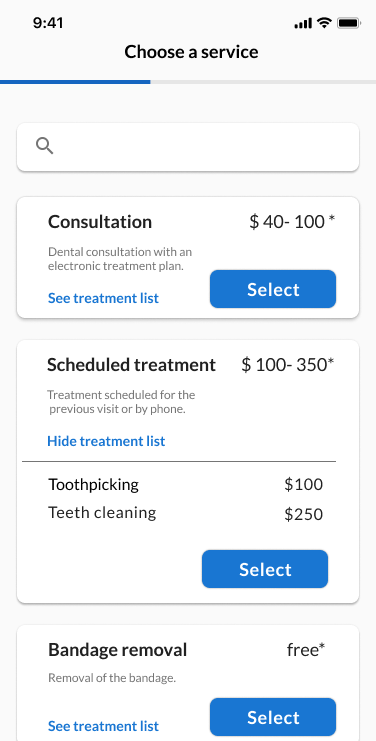 9:41
Choose a service
Consultation $ 40- 100 *
Dental consultation with an
electronic treatment plan.
See treatment list Select
Scheduled treatment $ 100- 350*
Treatment scheduled for the
previous visit or by phone.
Hide treatment list
Toothpicking $100
Teeth cleaning $250
Select
Bandage removal free*
Removal of the bandage.
See treatment list Select